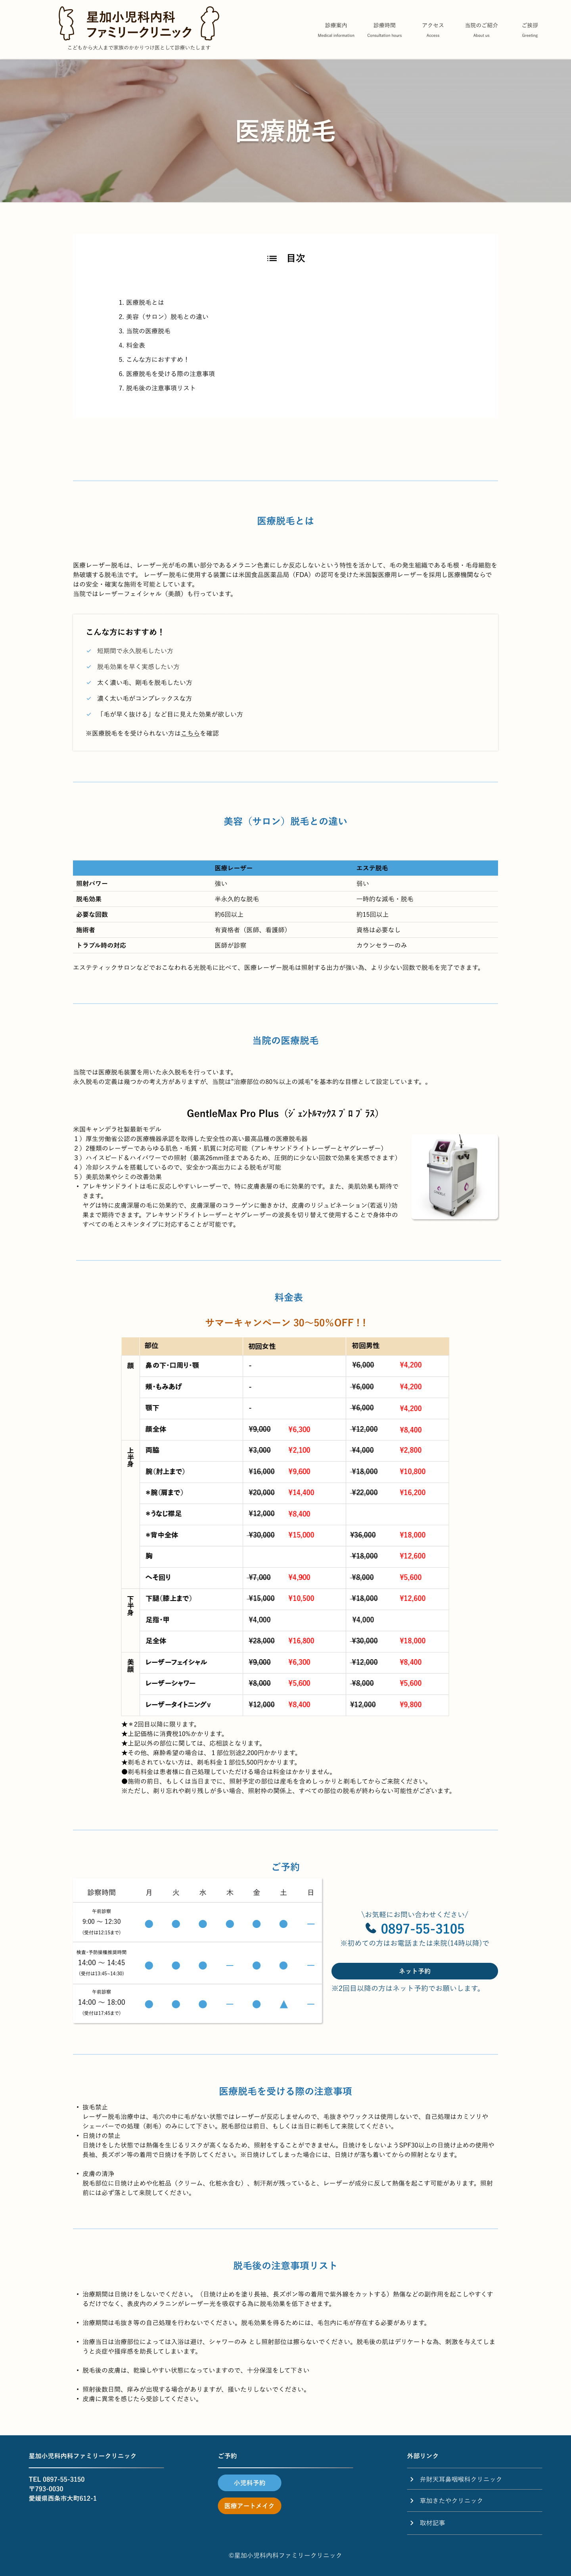 星加小児科内科
ファミリークリニック
こどもから大人まで家族のかかりつけ医として診療いたします
診療案内
Medical information
診療時間
Consultation hours
アクセス
Access
当院のご紹介
About us
ご挨拶
Greeting
医療脱毛
目次
1. 医療脱毛とは
2. 美容（サロン）脱毛との違い
3. 当院の医療脱毛
4. 料金表
5. こんな方におすすめ！
6. 医療脱毛を受ける際の注意事項
7. 脱毛後の注意事項リスト
医療脱毛とは
医療レーザー脱毛は、レーザー光が毛の黒い部分であるメラニン色素にしか反応しないという特性を活かして、毛の発生組織である毛根・毛母細胞を
熱破壊する脱毛法です。 レーザー脱毛に使用する装置には米国食品医薬品局（FDA）の認可を受けた米国製医療用レーザーを採用し医療機関ならで
はの安全・確実な施術を可能としています。
当院ではレーザーフェイシャル（美顔）も行っています。
こんな方におすすめ！
短期間で永久脱毛したい方
脱毛効果を早く実感したい方
太く濃い毛、剛毛を脱毛したい方
濃く太い毛がコンプレックスな方
「毛が早く抜ける」など目に見えた効果が欲しい方
※医療脱毛をを受けられない方はこちらを確認
美容（サロン）脱毛との違い
医療レーザー エステ脱毛
照射パワー 強い 弱い
脱毛効果 半永久的な脱毛 一時的な減毛・脱毛
必要な回数 約6回以上 約15回以上
施術者 有資格者（医師、看護師） 資格は必要なし
トラブル時の対応 医師が診察 カウンセラーのみ
エステティックサロンなどでおこなわれる光脱毛に比べて、医療レーザー脱毛は照射する出力が強い為、より少ない回数で脱毛を完了できます。
当院の医療脱毛
当院では医療脱毛装置を用いた永久脱毛を行っています。
永久脱毛の定義は幾つかの考え方がありますが、当院は"治療部位の80％以上の減毛"を基本的な目標として設定しています。。
GentleMax Pro Plus（ｼﾞｪﾝﾄﾙﾏｯｸｽ ﾌﾟﾛ ﾌﾟﾗｽ）
米国キャンデラ社製最新モデル
１）厚生労働省公認の医療機器承認を取得した安全性の高い最高品種の医療脱毛器
２）2種類のレーザーであらゆる肌色・毛質・肌質に対応可能（アレキサンドライトレーザーとヤグレーザー）
３）ハイスピード＆ハイパワーでの照射（最高26mm径まであるため、圧倒的に少ない回数で効果を実感できます）
４）冷却システムを搭載しているので、安全かつ高出力による脱毛が可能
５）美肌効果やシミの改善効果
• アレキサンドライトは毛に反応しやすいレーザーで、特に皮膚表層の毛に効果的です。また、美肌効果も期待で
きます。
ヤグは特に皮膚深層の毛に効果的で、皮膚深層のコラーゲンに働きかけ、皮膚のリジュビネーション(若返り)効
果まで期待できます。アレキサンドライトレーザーとヤグレーザーの波長を切り替えて使用することで身体中の
すべての毛とスキンタイプに対応することが可能です。
料金表
サマーキャンペーン 30～50％OFF！!
部位 初回女性 初回男性
顔 鼻の下・口周り・顎 - ¥6,000 ¥4,200
頬・もみあげ - ¥6,000 ¥4,200
顎下 - ¥6,000 ¥4,200
顔全体 ¥9,000 ¥6,300 ¥12,000 ¥8,400
上半身 両脇 ¥3,000 ¥2,100 ¥4,000 ¥2,800
腕（肘上まで） ¥16,000 ¥9,600 ¥18,000 ¥10,800
＊腕（肩まで） ¥20,000 ¥14,400 ¥22,000 ¥16,200
＊うなじ襟足 ¥12,000 ¥8,400
＊背中全体 ¥30,000 ¥15,000 ¥36,000 ¥18,000
胸 ¥18,000 ¥12,600
へそ回り ¥7,000 ¥4,900 ¥8,000 ¥5,600
下半身 下腿（膝上まで） ¥15,000 ¥10,500 ¥18,000 ¥12,600
足指・甲 ¥4,000 ¥4,000
足全体 ¥28,000 ¥16,800 ¥30,000 ¥18,000
美顔 レーザーフェイシャル ¥9,000 ¥6,300 ¥12,000 ¥8,400
レーザーシャワー ¥8,000 ¥5,600 ¥8,000 ¥5,600
レーザータイトニングv ¥12,000 ¥8,400 ¥12,000 ¥9,800
★＊2回目以降に限ります。
★上記価格に消費税10%かかります。
★上記以外の部位に関しては、応相談となります。
★その他、麻酔希望の場合は、１部位別途2,200円かかります。
★剃毛されていない方は、剃毛料金１部位5,500円かかります。
●剃毛料金は患者様に自己処理していただける場合は料金はかかりません。
●施術の前日、もしくは当日までに、照射予定の部位は産毛を含めしっかりと剃毛してからご来院ください。
※ただし、剃り忘れや剃り残しが多い場合、照射枠の関係上、すべての部位の脱毛が終わらない可能性がございます。
ご予約
診察時間 月 火 水 木 金 土 日
午前診察
9:00 ～ 12:30 ● ● ● ● ● ● ―
（受付は12:15まで）
検査・予防接種推奨時間
14:00 ～ 14:45 ● ● ● ― ● ● ―
（受付は13:45~14:30）
午前診察
14:00 ～ 18:00 ● ● ● ― ● ▲ ―
（受付は17:45まで）
\お気軽にお問い合わせください/
0897-55-3105
※初めての方はお電話または来院(14時以降)で
ネット予約
※2回目以降の方はネット予約でお願いします。
医療脱毛を受ける際の注意事項
• 抜毛禁止
レーザー脱毛治療中は、毛穴の中に毛がない状態ではレーザーが反応しませんので、毛抜きやワックスは使用しないで、自己処理はカミソリや
シェーバーでの処理（剃毛）のみにして下さい。脱毛部位は前日、もしくは当日に剃毛して来院してください。
• 日焼けの禁止
日焼けをした状態では熱傷を生じるリスクが高くなるため、照射をすることができません。日焼けをしないようSPF30以上の日焼け止めの使用や
長袖、長ズボン等の着用で日焼けを予防してください。※日焼けしてしまった場合には、日焼けが落ち着いてからの照射となります。
• 皮膚の清浄
脱毛部位に日焼け止めや化粧品（クリーム、化粧水含む）、制汗剤が残っていると、レーザーが成分に反して熱傷を起こす可能があります。照射
前には必ず落として来院してください。
脱毛後の注意事項リスト
• 治療期間は日焼けをしないでください。（日焼け止めを塗り長袖、長ズボン等の着用で紫外線をカットする）熱傷などの副作用を起こしやすくす
るだけでなく、表皮内のメラニンがレーザー光を吸収する為に脱毛効果を低下させます。
• 治療期間は毛抜き等の自己処理を行わないでください。脱毛効果を得るためには、毛包内に毛が存在する必要があります。
• 治療当日は治療部位によっては入浴は避け、シャワーのみ とし照射部位は擦らないでください。脱毛後の肌はデリケートな為、刺激を与えてしま
うと炎症や掻痒感を助長してしまいます。
• 脱毛後の皮膚は、乾燥しやすい状態になっていますので、十分保湿をして下さい
• 照射後数日間、痒みが出現する場合がありますが、掻いたりしないでください。
• 皮膚に異常を感じたら受診してください。
星加小児科内科ファミリークリニック
TEL 0897-55-3150
〒793-0030
愛媛県西条市大町612-1
ご予約
小児科予約
医療アートメイク
外部リンク
弁財天耳鼻咽喉科クリニック
草加きたやクリニック
取材記事
©星加小児科内科ファミリークリニック